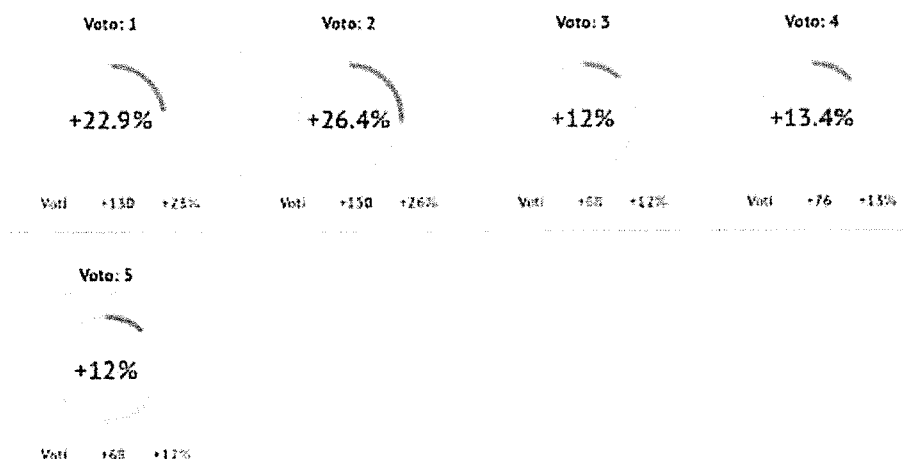 Voto: 1 Voto: 2 Voto: 3 Voto: 4
+22.9% +26.4% +12% +13.4%
Voti +130 +23% Voti +150 +26% Voti +68 +12% Voti +76 +13%
Voto: 5
+12%
Voti +68 +12%